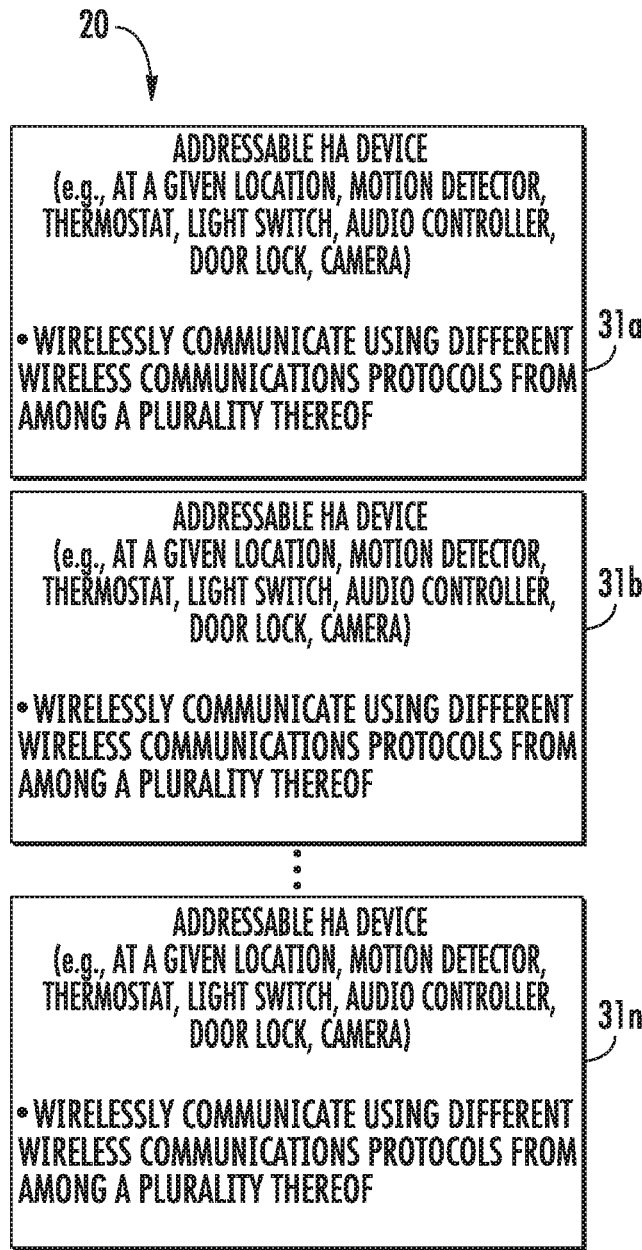 20
ADDRESSABLE HA DEVICE
(e.g., AT A GIVEN LOCATION, MOTION DETECTOR,
THERMOSTAT, LIGHT SWITCH, AUDIO CONTROLLER,
DOOR LOCK, CAMERA)
• WIRELESSLY COMMUNICATE USING DIFFERENT
WIRELESS COMMUNICATIONS PROTOCOLS FROM
AMONG A PLURALITY THEREOF
31a
ADDRESSABLE HA DEVICE
(e.g., AT A GIVEN LOCATION, MOTION DETECTOR,
THERMOSTAT, LIGHT SWITCH, AUDIO CONTROLLER,
DOOR LOCK, CAMERA)
• WIRELESSLY COMMUNICATE USING DIFFERENT
WIRELESS COMMUNICATIONS PROTOCOLS FROM
AMONG A PLURALITY THEREOF
31b
ADDRESSABLE HA DEVICE
(e.g., AT A GIVEN LOCATION, MOTION DETECTOR,
THERMOSTAT, LIGHT SWITCH, AUDIO CONTROLLER,
DOOR LOCK, CAMERA)
• WIRELESSLY COMMUNICATE USING DIFFERENT
WIRELESS COMMUNICATIONS PROTOCOLS FROM
AMONG A PLURALITY THEREOF
31n